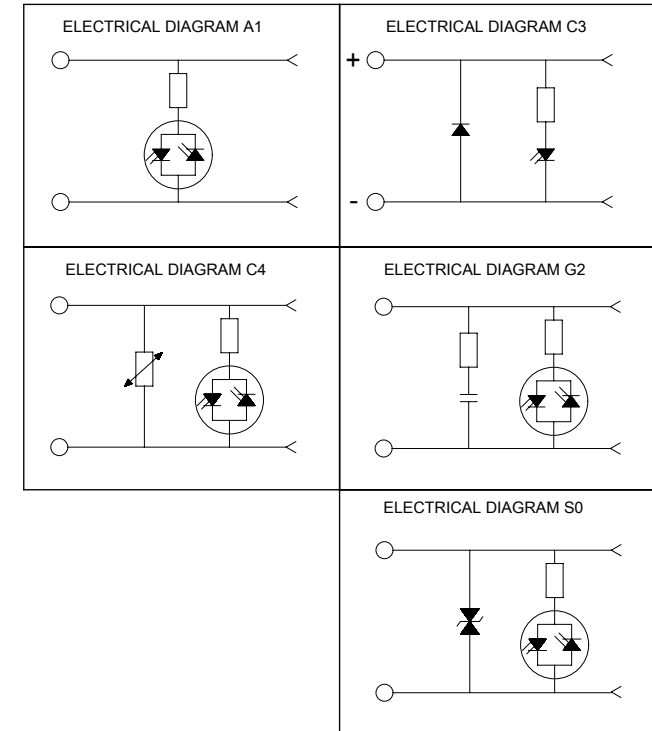 ELECTRICAL DIAGRAM A1
ELECTRICAL DIAGRAM C3
+
-
ELECTRICAL DIAGRAM C4
ELECTRICAL DIAGRAM G2
ELECTRICAL DIAGRAM S0